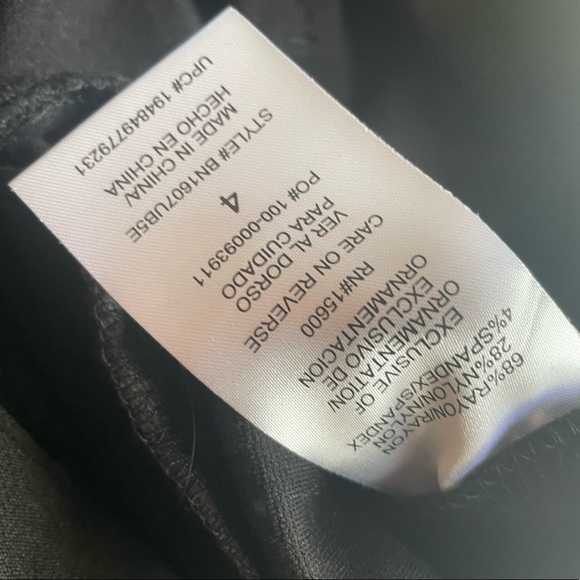 68%RAYON/RAYON
28%NYLON/NYLON
4%SPANDEX/SPANDEX
EXCLUSIVE OF
ORNAMENTATION
EXCLUSIVO DE
ORNAMENTACION
RN#15600
CARE ON REVERSE
VER AL DORSO
PARA CUIDADO
PO# 100-00093911
4
STYLE# BN1607UB5E
MADE IN CHINA/
HECHO EN CHINA
UPC# 194849779231